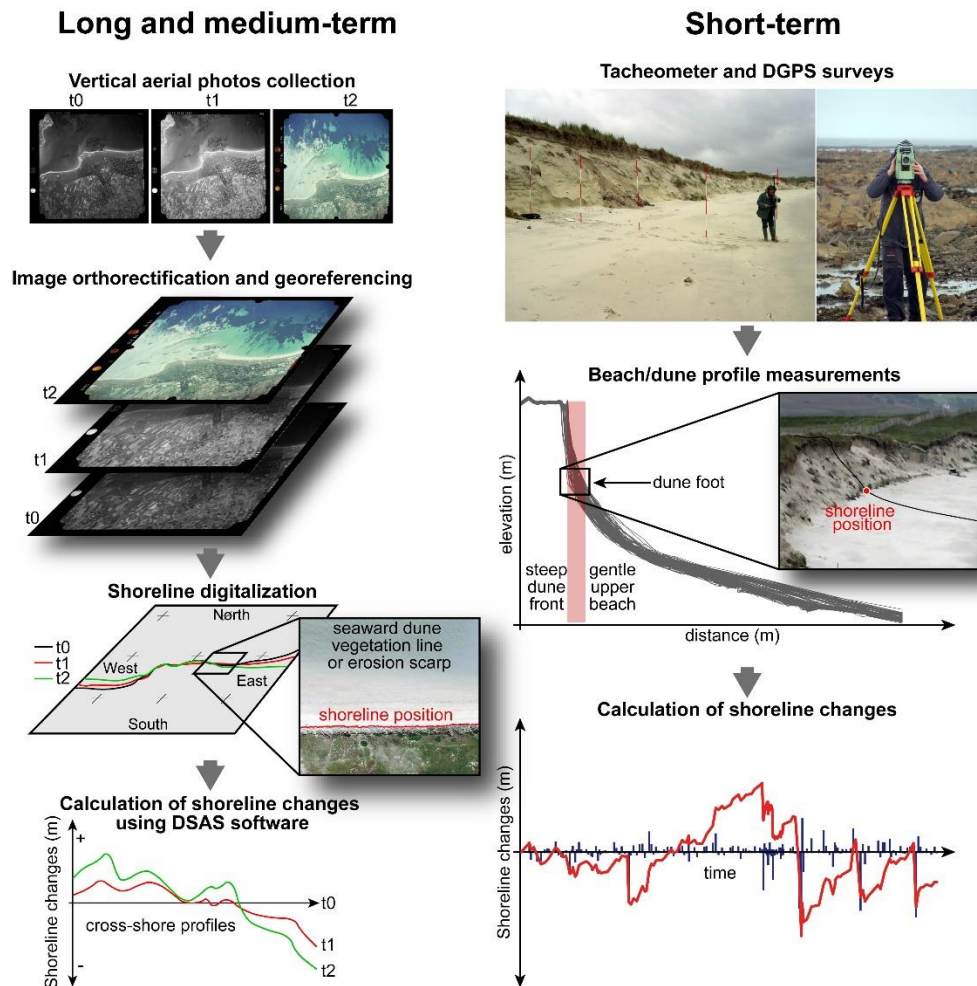 Long and medium-term
Vertical aerial photos collection
t0
t1
t2
Image orthorectification and georeferencing
t2
t1
t0
Shoreline digitalization
North
t0
t1
t2
West
East
South
seaward dune
vegetation line
or erosion scarp
shoreline position
Calculation of shoreline changes
using DSAS software
Shoreline changes (m)
+
-
t0
cross-shore profiles
t1
t2
Short-term
Tacheometer and DGPS surveys
Beach/dune profile measurements
elevation (m)
dune foot
shoreline
position
steep
dune
front
gentle
upper
beach
distance (m)
Calculation of shoreline changes
Shoreline changes (m)
time